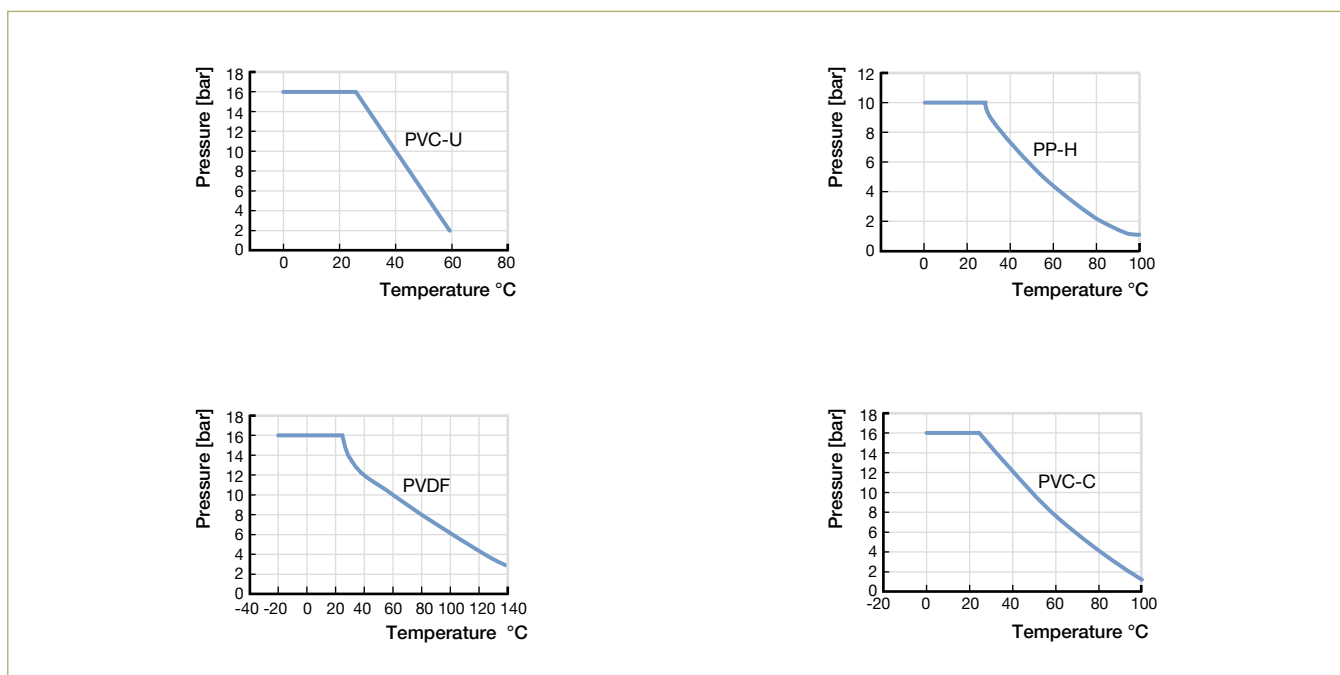 Pressure [bar]
18
16
14
12
10
8
6
4
2
0
PVC-U
0 20 40 60 80
Temperature °C
Pressure [bar]
12
10
8
6
4
2
0
PP-H
0 20 40 60 80 100
Temperature °C
Pressure [bar]
18
16
14
12
10
8
6
4
2
0
PVDF
-40 -20 0 20 40 60 80 100 120 140
Temperature °C
Pressure [bar]
18
16
14
12
10
8
6
4
2
0
PVC-C
-20 0 20 40 60 80 100
Temperature °C